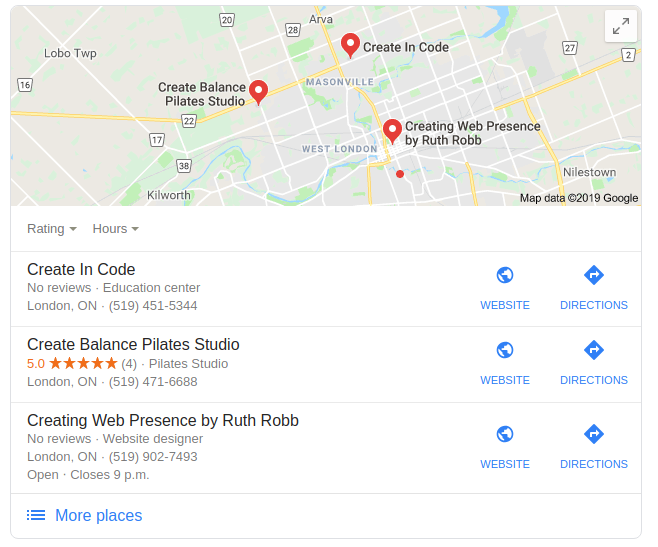 Arva
20
28
Lobo Twp
Create In Code
27
2
16
MASONVILLE
Create Balance
Pilates Studio
22
Creating Web Presence
by Ruth Robb
17
WEST LONDON
38
Nilestown
Kilworth
Map data ©2019 Google
Rating Hours
Create In Code
No reviews · Education center
London, ON · (519) 451-5344
WEBSITE DIRECTIONS
Create Balance Pilates Studio
5.0 ★★★★★ (4) · Pilates Studio
London, ON · (519) 471-6688
WEBSITE DIRECTIONS
Creating Web Presence by Ruth Robb
No reviews · Website designer
London, ON · (519) 902-7493
Open · Closes 9 p.m.
WEBSITE DIRECTIONS
More places